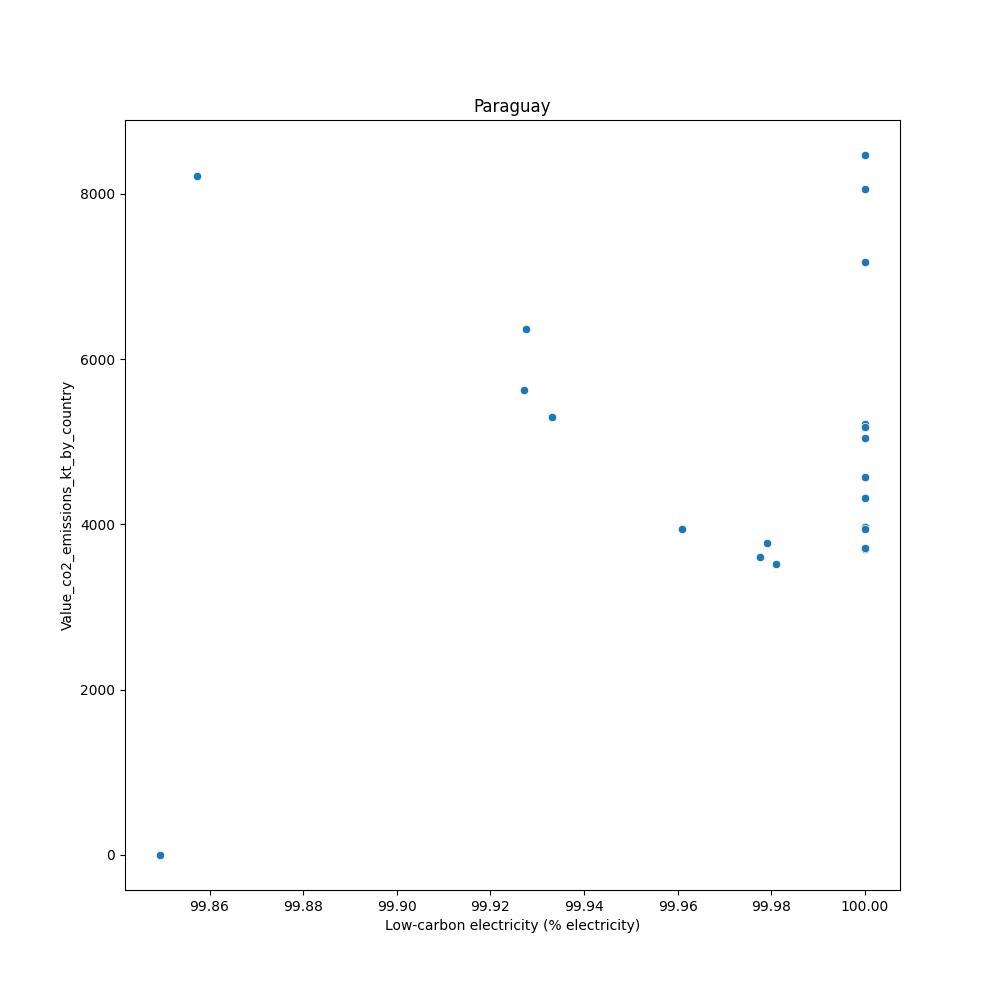 Paraguay
Value_co2_emissions_kt_by_country
8000
6000
4000
2000
0
99.86 99.88 99.90 99.92 99.94 99.96 99.98 100.00
Low-carbon electricity (% electricity)